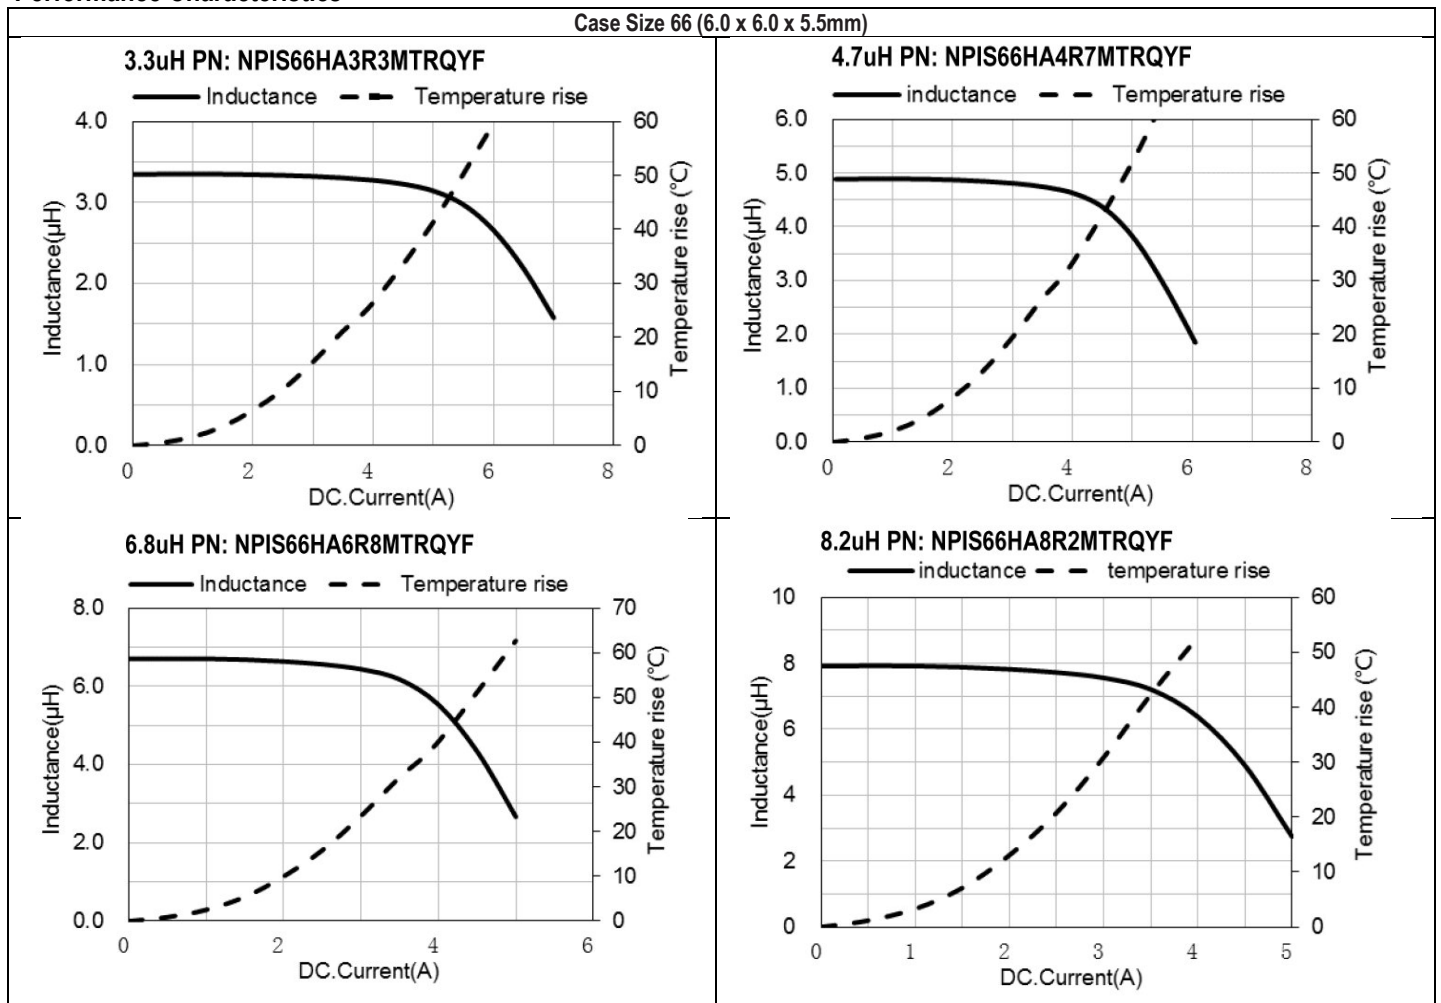 Case Size 66 (6.0 x 6.0 x 5.5mm)
3.3uH PN: NPIS66HA3R3MTRQYF
Inductance Temperature rise
4.0 60
50
3.0
40
2.0 30
20
1.0
10
0.0 0
0 2 4 6 8
DC.Current(A)
Inductance(μH)
Temperature rise (°C)
4.7uH PN: NPIS66HA4R7MTRQYF
inductance Temperature rise
6.0 60
5.0 50
4.0 40
3.0 30
2.0 20
1.0 10
0.0 0
0 2 4 6 8
DC.Current(A)
Inductance(μH)
Temperature rise (°C)
6.8uH PN: NPIS66HA6R8MTRQYF
Inductance Temperature rise
8.0 70
60
6.0
50
40
4.0
30
2.0 20
10
0.0 0
0 2 4 6
DC.Current(A)
Inductance(μH)
Temperature rise (°C)
8.2uH PN: NPIS66HA8R2MTRQYF
inductance temperature rise
10 60
50
8
40
6
30
4
20
2
10
0 0
0 1 2 3 4 5
DC.Current(A)
Inductance(μH)
Temperature rise (°C)